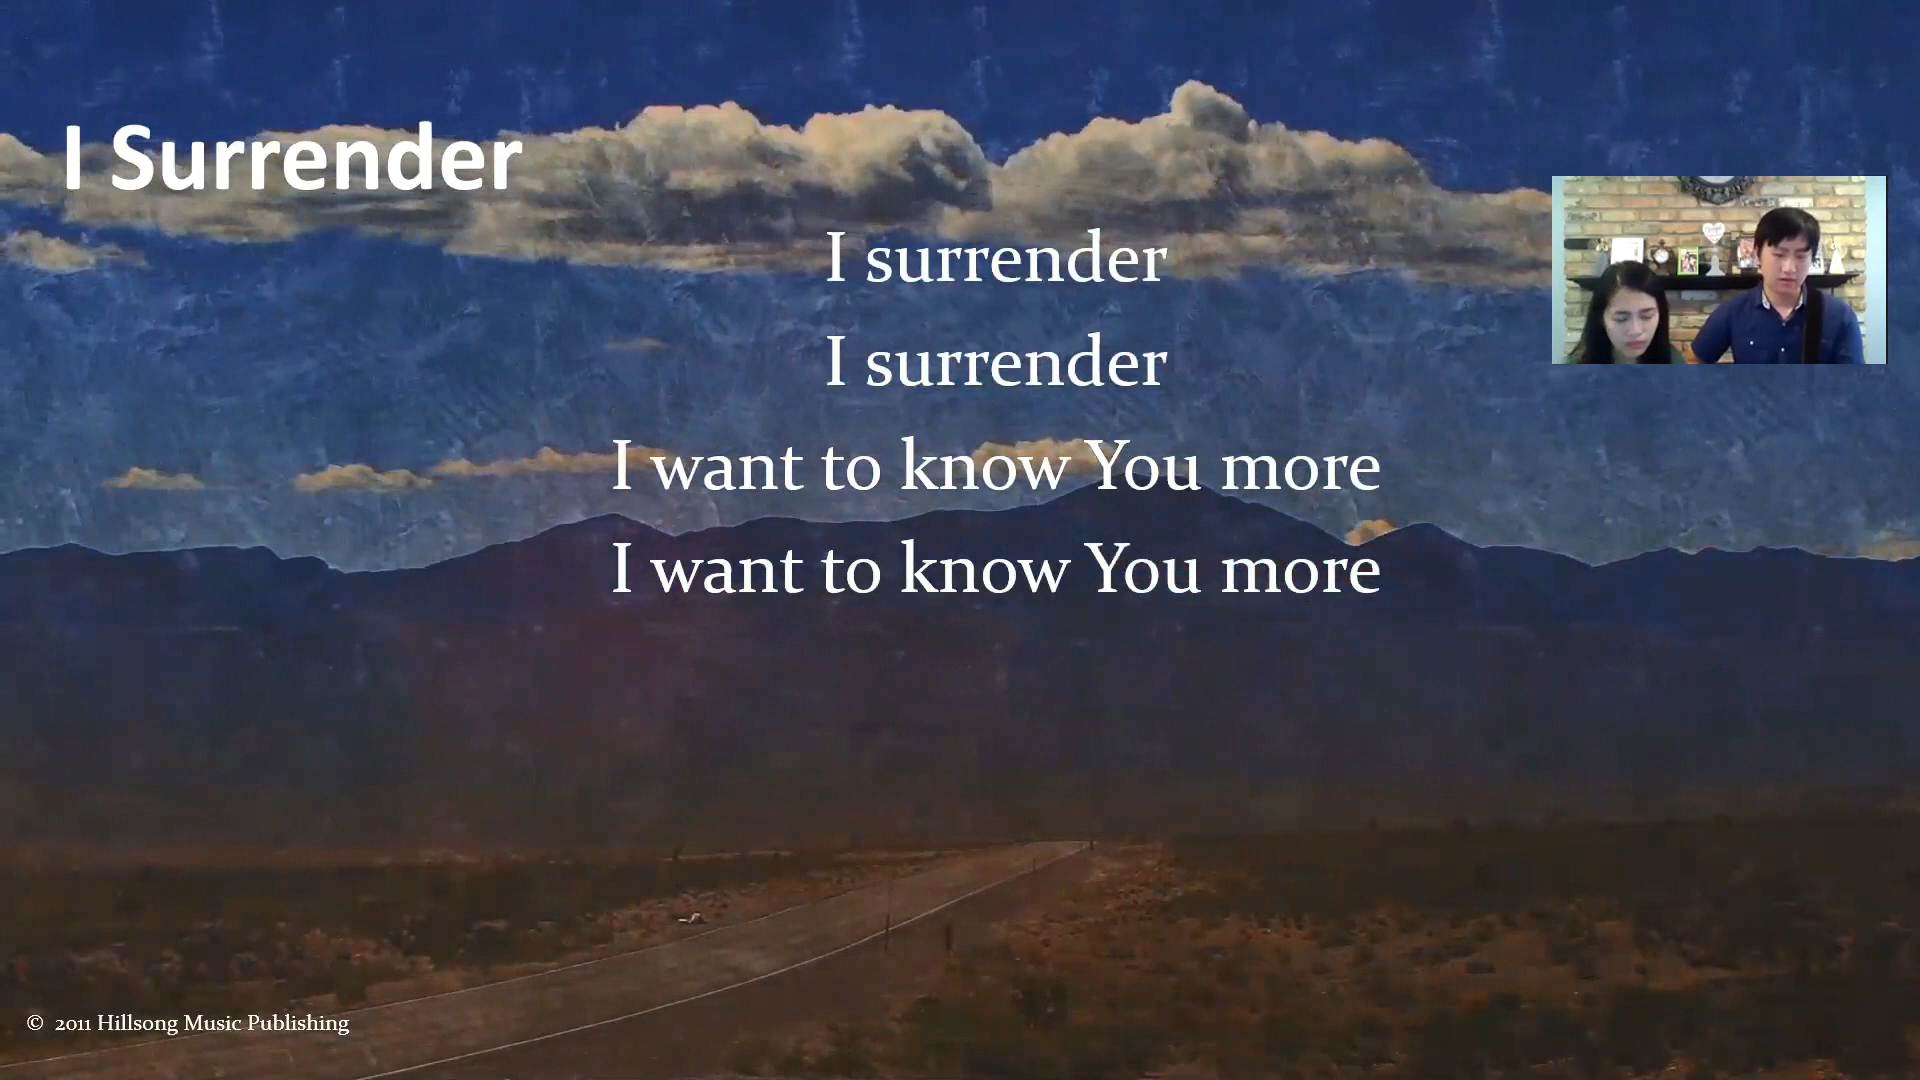 I Surrender
I surrender
I surrender
I want to know You more
I want to know You more
© 2011 Hillsong Music Publishing